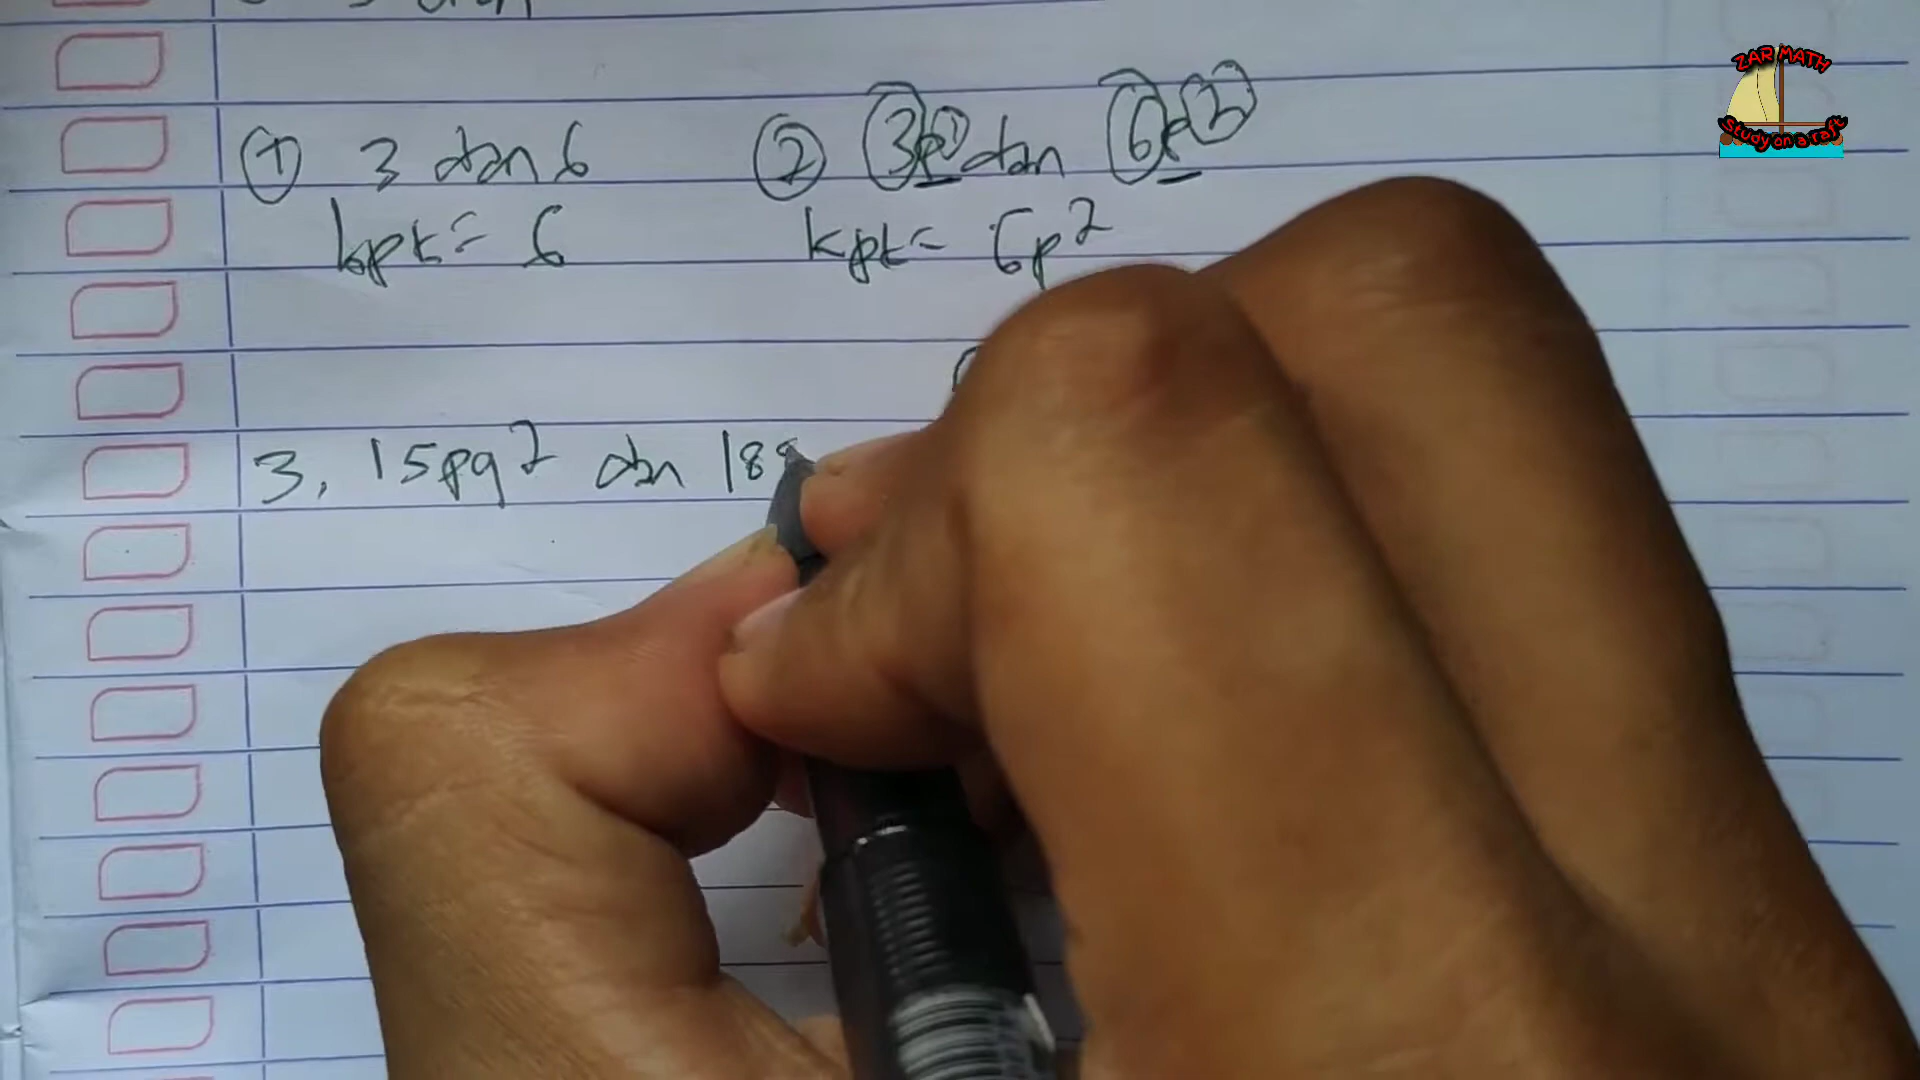 ZAR MATH
Study on a raft
① 3 dan 6
② 3p¹ dan 6p²
kpk = 6
kpk = 6p²
3. 15pq² dan 18